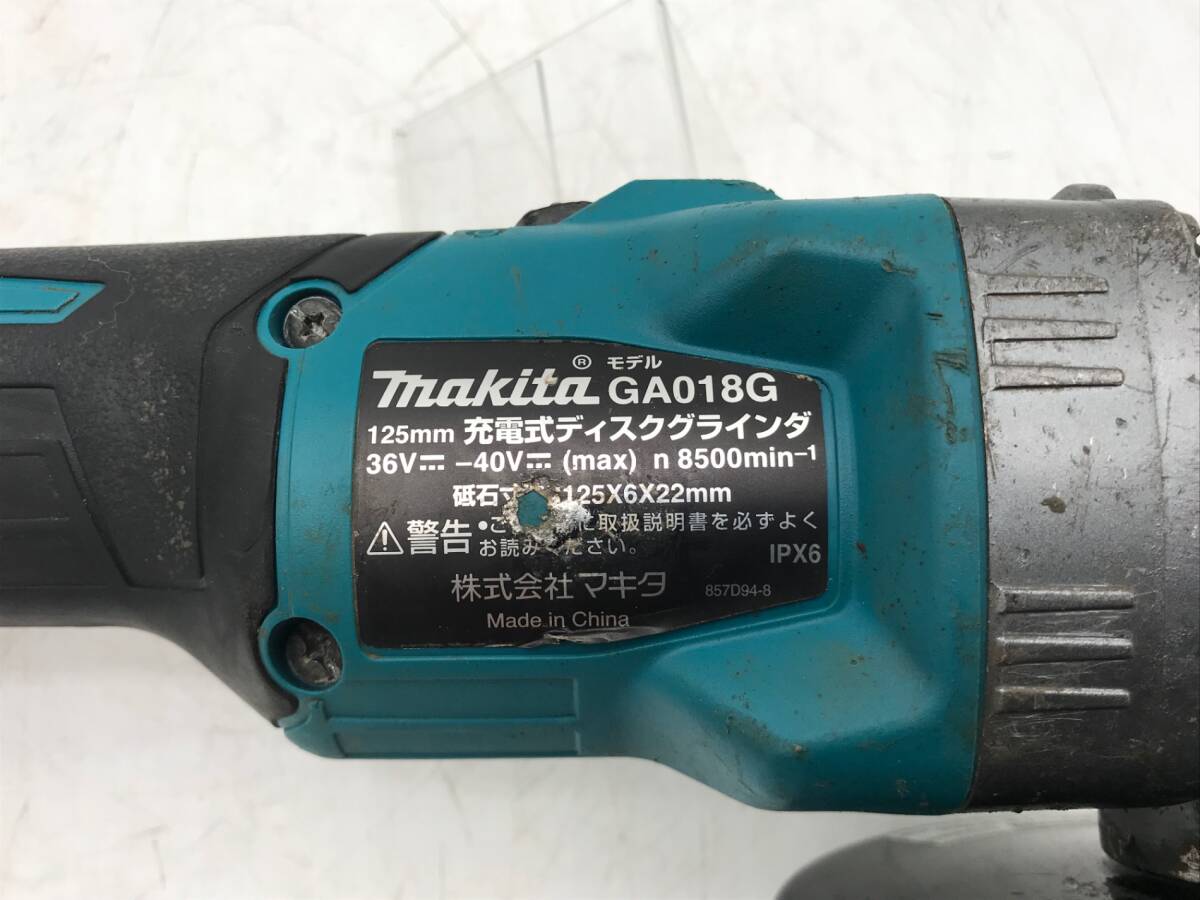 makita® モデル GA018G
125mm 充電式ディスクグラインダ
36V⎓ –40V⎓ (max) n 8500min⁻¹
砥石 125X6X22mm
⚠警告 •ご に取扱説明書を必ずよく
お読みください。
IPX6
株式会社 マキタ 857D94-8
Made in China